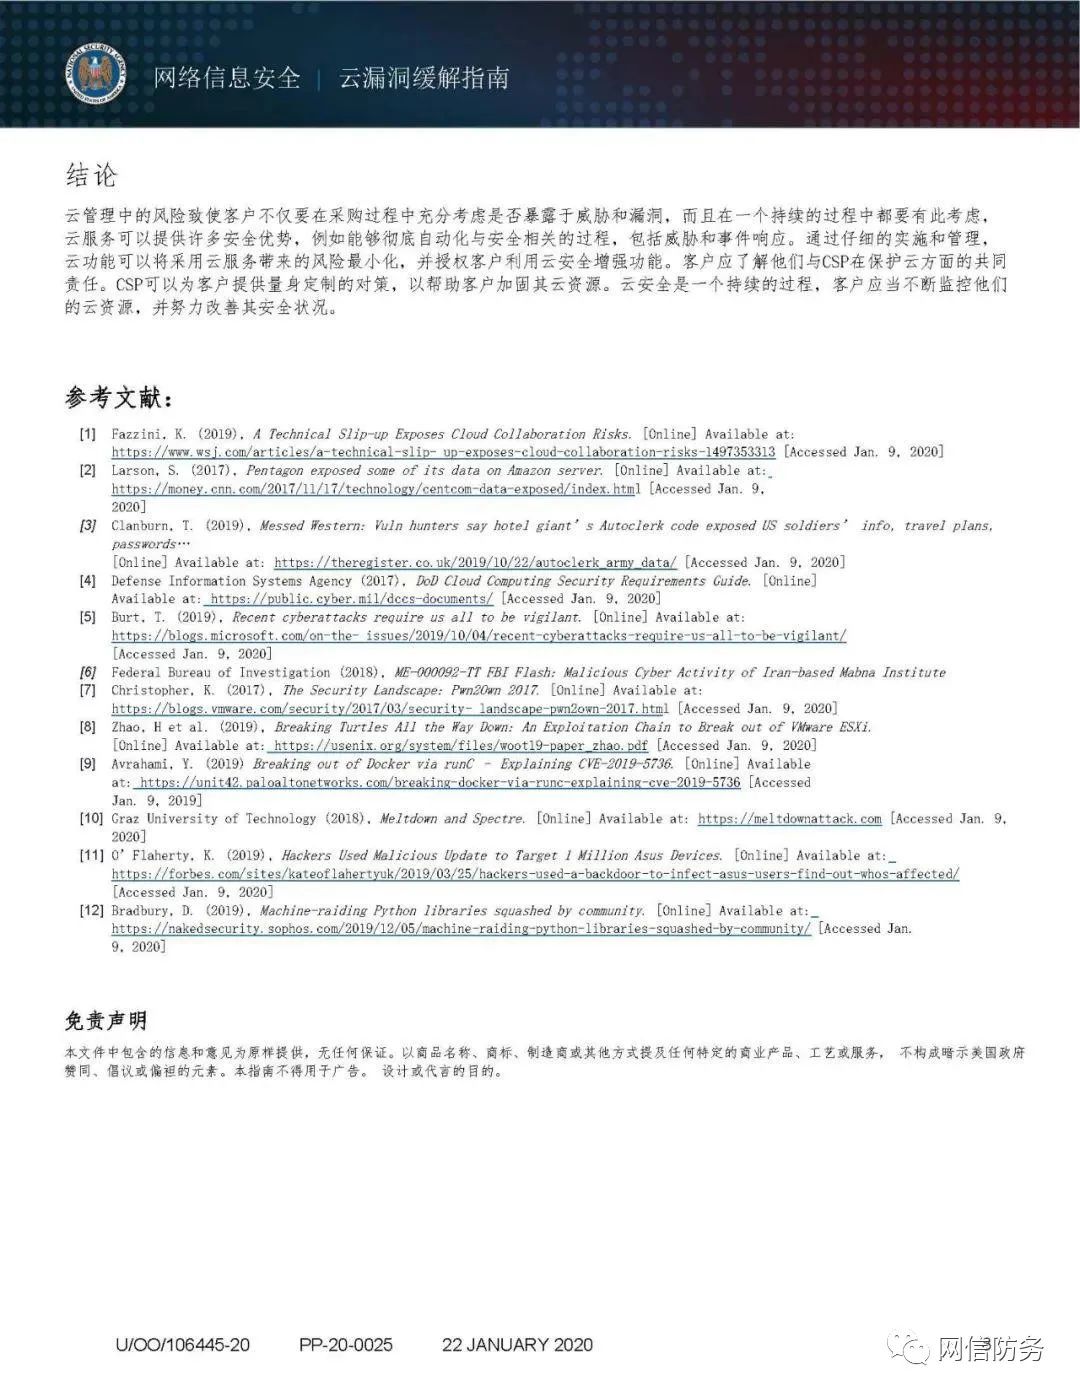 NATIONAL SECURITY AGENCY
UNITED STATES OF AMERICA
网络信息安全 | 云漏洞缓解指南
结论
云管理中的风险致使客户不仅要在采购过程中充分考虑是否暴露于威胁和漏洞，而且在一个持续的过程中都要有此考虑，
云服务可以提供许多安全优势，例如能够彻底自动化与安全相关的过程，包括威胁和事件响应。通过仔细的实施和管理，
云功能可以将采用云服务带来的风险最小化，并授权客户利用云安全增强功能。客户应了解他们与CSP在保护云方面的共同
责任。CSP可以为客户提供量身定制的对策，以帮助客户加固其云资源。云安全是一个持续的过程，客户应当不断监控他们
的云资源，并努力改善其安全状况。
参考文献：
[1] Fazzini, K. (2019), A Technical Slip-up Exposes Cloud Collaboration Risks. [Online] Available at:
https://www.wsj.com/articles/a-technical-slip- up-exposes-cloud-collaboration-risks-1497353313 [Accessed Jan. 9, 2020]
[2] Larson, S. (2017), Pentagon exposed some of its data on Amazon server. [Online] Available at:
https://money.cnn.com/2017/11/17/technology/centcom-data-exposed/index.html [Accessed Jan. 9,
2020]
[3] Clanburn, T. (2019), Messed Western: Vuln hunters say hotel giant’s Autoclerk code exposed US soldiers’ info, travel plans,
passwords…
[Online] Available at: https://theregister.co.uk/2019/10/22/autoclerk_army_data/ [Accessed Jan. 9, 2020]
[4] Defense Information Systems Agency (2017), DoD Cloud Computing Security Requirements Guide. [Online]
Available at: https://public.cyber.mil/dccs-documents/ [Accessed Jan. 9, 2020]
[5] Burt, T. (2019), Recent cyberattacks require us all to be vigilant. [Online] Available at:
https://blogs.microsoft.com/on-the- issues/2019/10/04/recent-cyberattacks-require-us-all-to-be-vigilant/
[Accessed Jan. 9, 2020]
[6] Federal Bureau of Investigation (2018), ME-000092-TT FBI Flash: Malicious Cyber Activity of Iran-based Mabna Institute
[7] Christopher, K. (2017), The Security Landscape: Pwn2Own 2017. [Online] Available at:
https://blogs.vmware.com/security/2017/03/security- landscape-pwn2own-2017.html [Accessed Jan. 9, 2020]
[8] Zhao, H et al. (2019), Breaking Turtles All the Way Down: An Exploitation Chain to Break out of VMware ESXi.
[Online] Available at: https://usenix.org/system/files/woot19-paper_zhao.pdf [Accessed Jan. 9, 2020]
[9] Avrahami, Y. (2019) Breaking out of Docker via runC – Explaining CVE-2019-5736. [Online] Available
at: https://unit42.paloaltonetworks.com/breaking-docker-via-runc-explaining-cve-2019-5736 [Accessed
Jan. 9, 2019]
[10] Graz University of Technology (2018), Meltdown and Spectre. [Online] Available at: https://meltdownattack.com [Accessed Jan. 9,
2020]
[11] O’Flaherty, K. (2019), Hackers Used Malicious Update to Target 1 Million Asus Devices. [Online] Available at:
https://forbes.com/sites/kateoflahertyuk/2019/03/25/hackers-used-a-backdoor-to-infect-asus-users-find-out-whos-affected/
[Accessed Jan. 9, 2020]
[12] Bradbury, D. (2019), Machine-raiding Python libraries squashed by community. [Online] Available at:
https://nakedsecurity.sophos.com/2019/12/05/machine-raiding-python-libraries-squashed-by-community/ [Accessed Jan.
9, 2020]
免责声明
本文件中包含的信息和意见为原样提供，无任何保证。以商品名称、商标、制造商或其他方式提及任何特定的商业产品、工艺或服务， 不构成暗示美国政府
赞同、倡议或偏袒的元素。本指南不得用于广告。 设计或代言的目的。
U/OO/106445-20 PP-20-0025 22 JANUARY 2020 3
网信防务